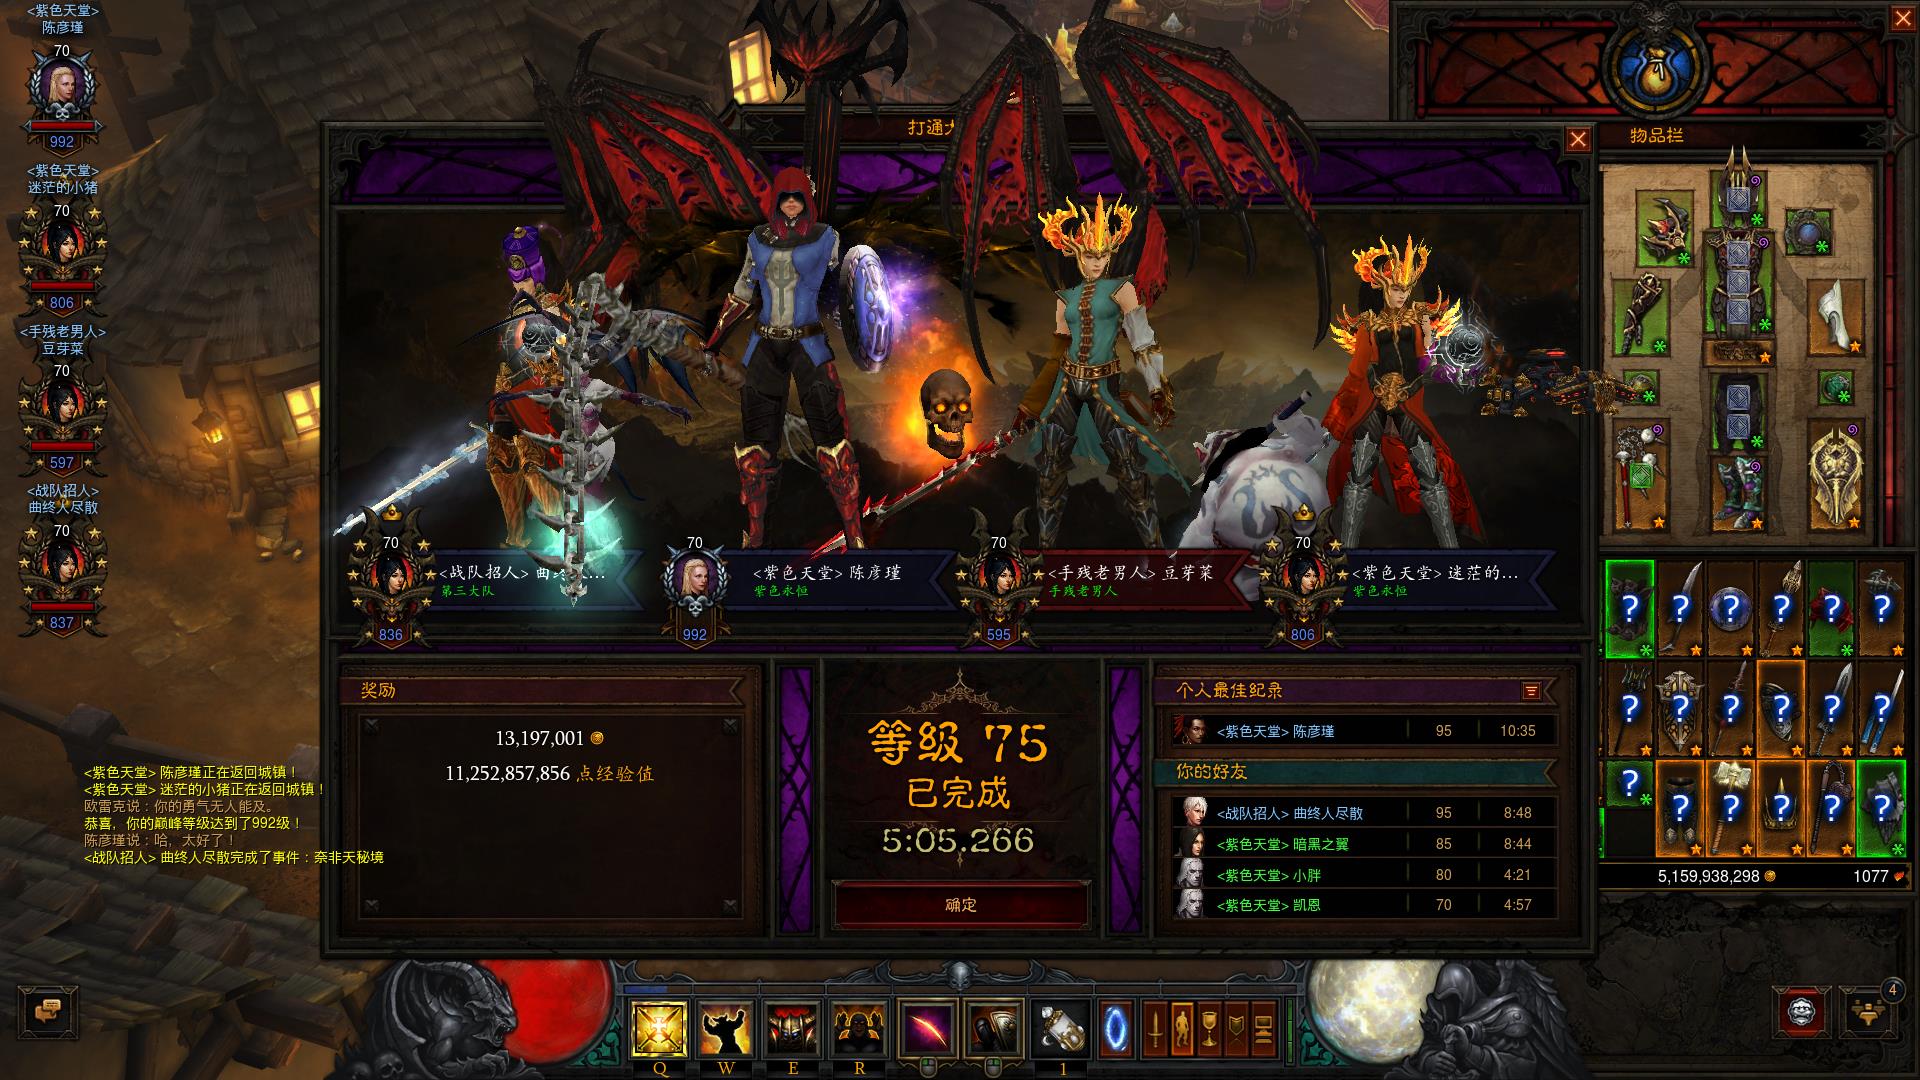 <紫色天堂>
陈彦瑾
70
992
<紫色天堂>
迷茫的小猪
70
806
<手残老男人>
豆芽菜
70
597
<战队招人>
曲终人尽散
70
837
打通大
物品栏
70
<战队招人> 曲终人...
第三大队
836
70
<紫色天堂> 陈彦瑾
紫色永恒
992
70
<手残老男人> 豆芽菜
手残老男人
595
70
<紫色天堂> 迷茫的...
紫色永恒
806
奖励
13,197,001
11,252,857,856 点经验值
等级 75
已完成
5:05.266
确定
个人最佳纪录
<紫色天堂> 陈彦瑾 95 10:35
你的好友
<战队招人> 曲终人尽散 95 8:48
<紫色天堂> 暗黑之翼 85 8:44
<紫色天堂> 小胖 80 4:21
<紫色天堂> 凯恩 70 4:57
<紫色天堂> 陈彦瑾正在返回城镇！
<紫色天堂> 迷茫的小猪正在返回城镇！
欧雷克说：你的勇气无人能及。
恭喜，你的巅峰等级达到了992级！
陈彦瑾说：哈，太好了！
<战队招人> 曲终人尽散完成了事件：奈非天秘境
? ? ? ? ? ?
? ? ? ? ? ?
? ? ? ? ? ?
5,159,938,298 1077
Q W E R 1
4